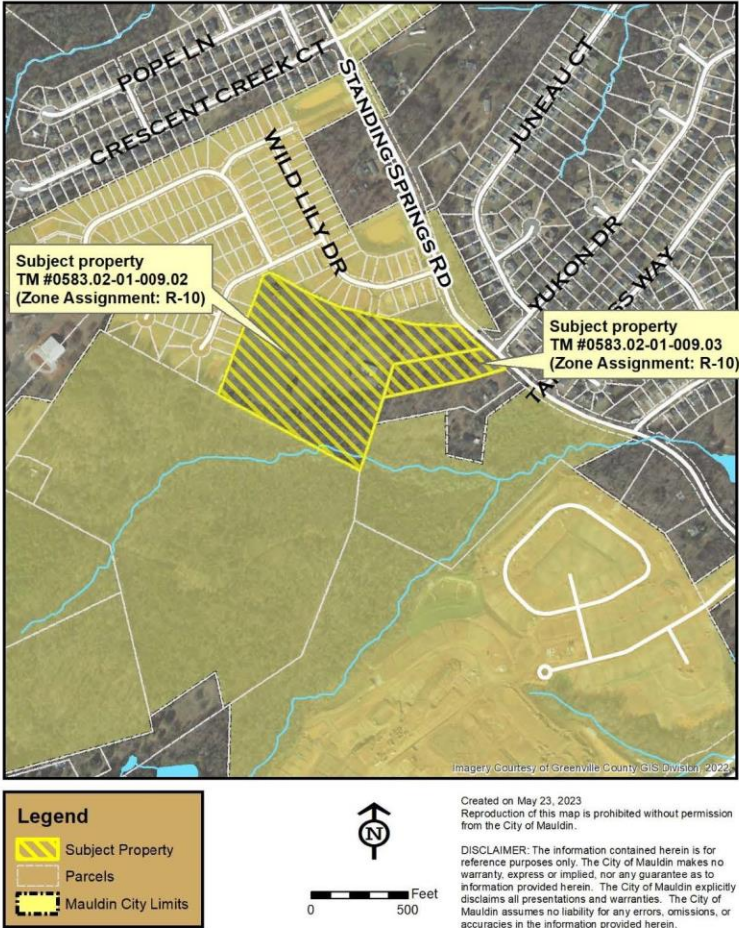 POPE LN
CRESCENT CREEK CT
STANDING SPRINGS RD
JUNEAU CT
WILD LILY DR
Subject property
TM #0583.02-01-009.02
(Zone Assignment: R-10)
YUKON DR
Subject property
TM #0583.02-01-009.03
(Zone Assignment: R-10)
WAY
Imagery Courtesy of Greenville County GIS Division, 2022
Legend
Subject Property
Parcels
Mauldin City Limits
N
Feet
0 500
Created on May 23, 2023
Reproduction of this map is prohibited without permission
from the City of Mauldin.
DISCLAIMER: The information contained herein is for
reference purposes only. The City of Mauldin makes no
warranty, express or implied, nor any guarantee as to
information provided herein. The City of Mauldin explicitly
disclaims all presentations and warranties. The City of
Mauldin assumes no liability for any errors, omissions, or
accuracies in the information provided herein.